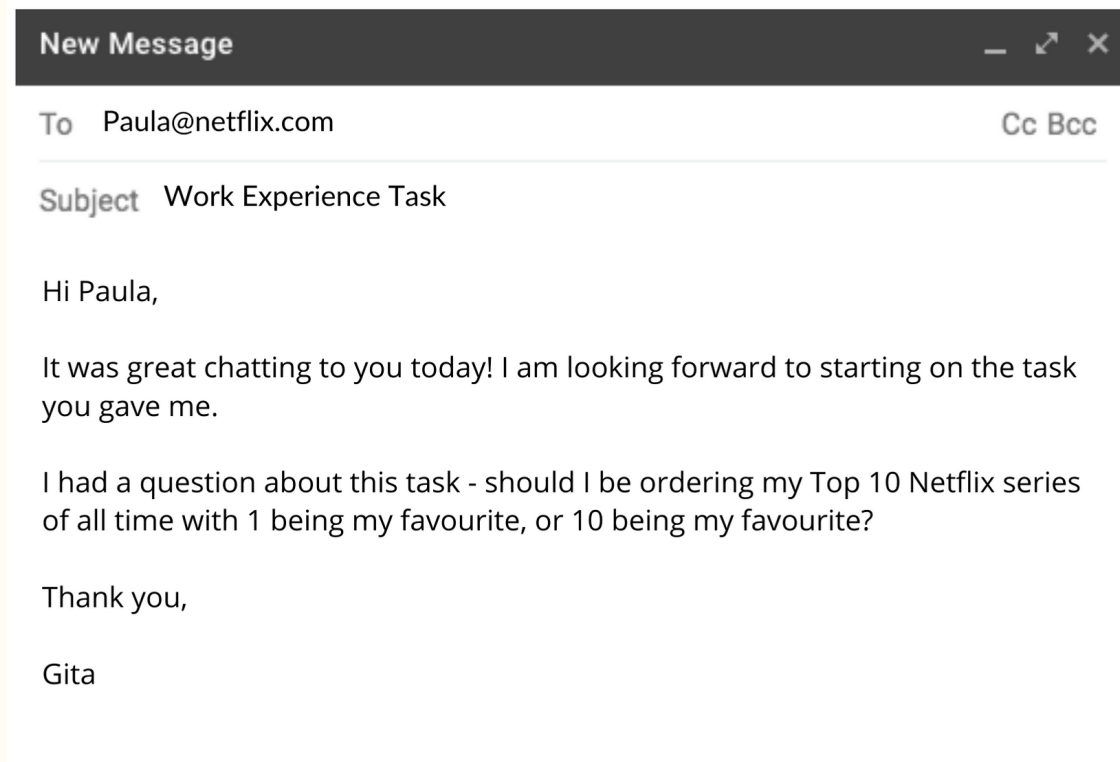 New Message
To Paula@netflix.com Cc Bcc
Subject Work Experience Task
Hi Paula,
It was great chatting to you today! I am looking forward to starting on the task
you gave me.
I had a question about this task - should I be ordering my Top 10 Netflix series
of all time with 1 being my favourite, or 10 being my favourite?
Thank you,
Gita